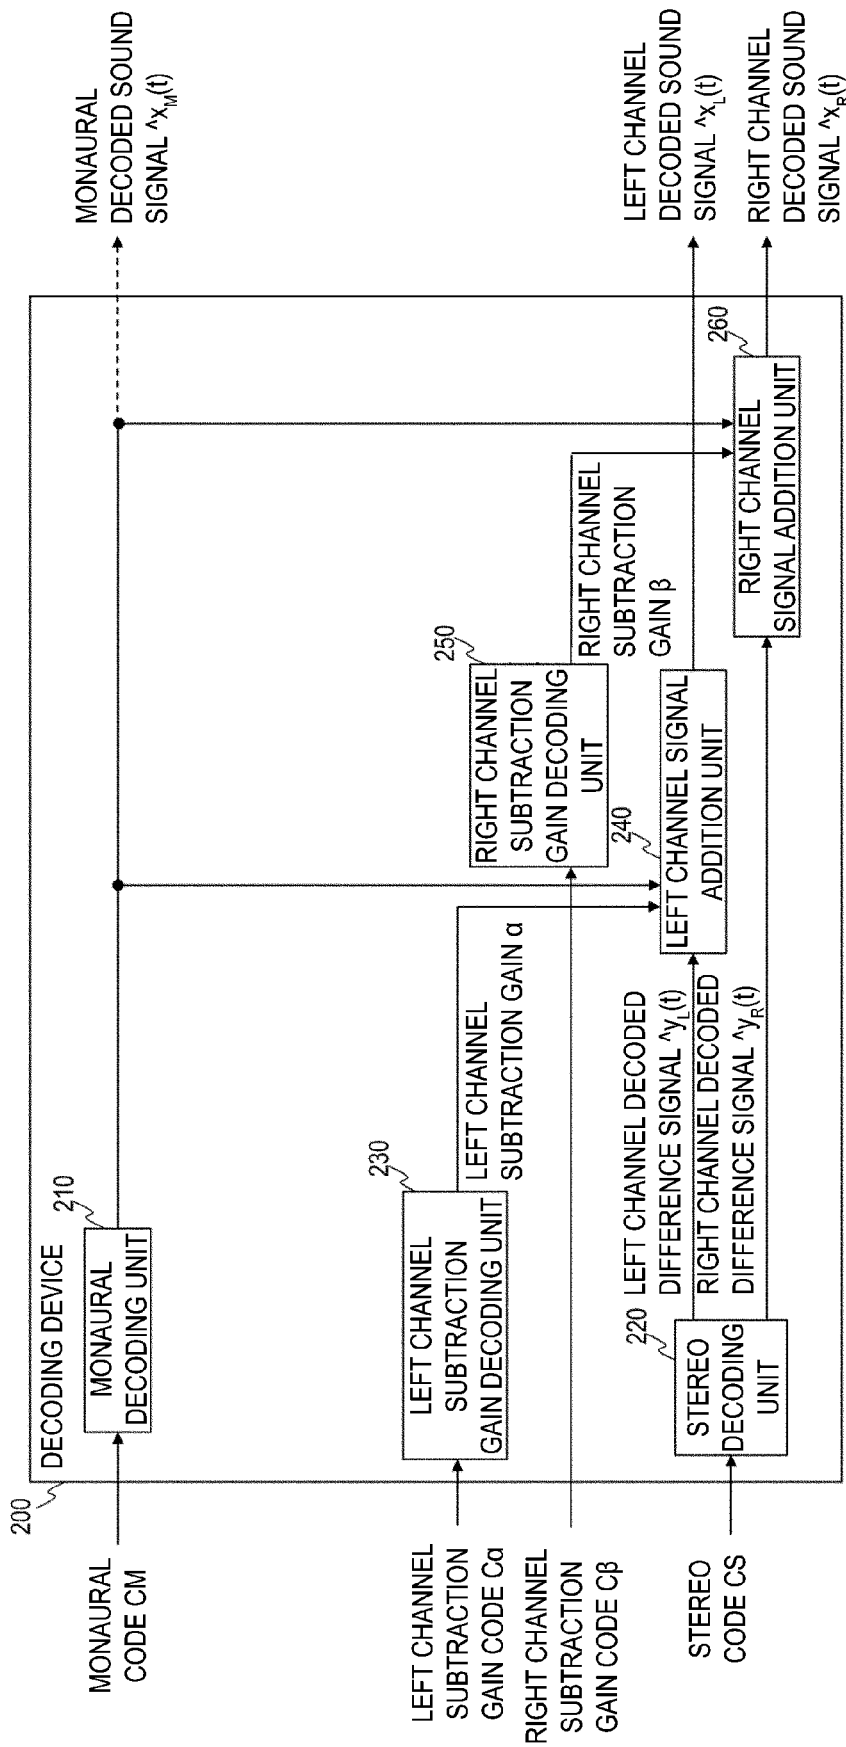 200
DECODING DEVICE
MONAURAL
CODE CM
210
MONAURAL
DECODING UNIT
MONAURAL
DECODED SOUND
SIGNAL ^xM(t)
LEFT CHANNEL
SUBTRACTION
GAIN CODE Cα
230
LEFT CHANNEL
SUBTRACTION
GAIN DECODING UNIT
LEFT CHANNEL
SUBTRACTION GAIN α
RIGHT CHANNEL
SUBTRACTION
GAIN CODE Cβ
250
RIGHT CHANNEL
SUBTRACTION
GAIN DECODING
UNIT
RIGHT CHANNEL
SUBTRACTION
GAIN β
STEREO
CODE CS
220
STEREO
DECODING
UNIT
LEFT CHANNEL DECODED
DIFFERENCE SIGNAL ^yL(t)
RIGHT CHANNEL DECODED
DIFFERENCE SIGNAL ^yR(t)
240
LEFT CHANNEL SIGNAL
ADDITION UNIT
LEFT CHANNEL
DECODED SOUND
SIGNAL ^xL(t)
260
RIGHT CHANNEL
SIGNAL ADDITION UNIT
RIGHT CHANNEL
DECODED SOUND
SIGNAL ^xR(t)